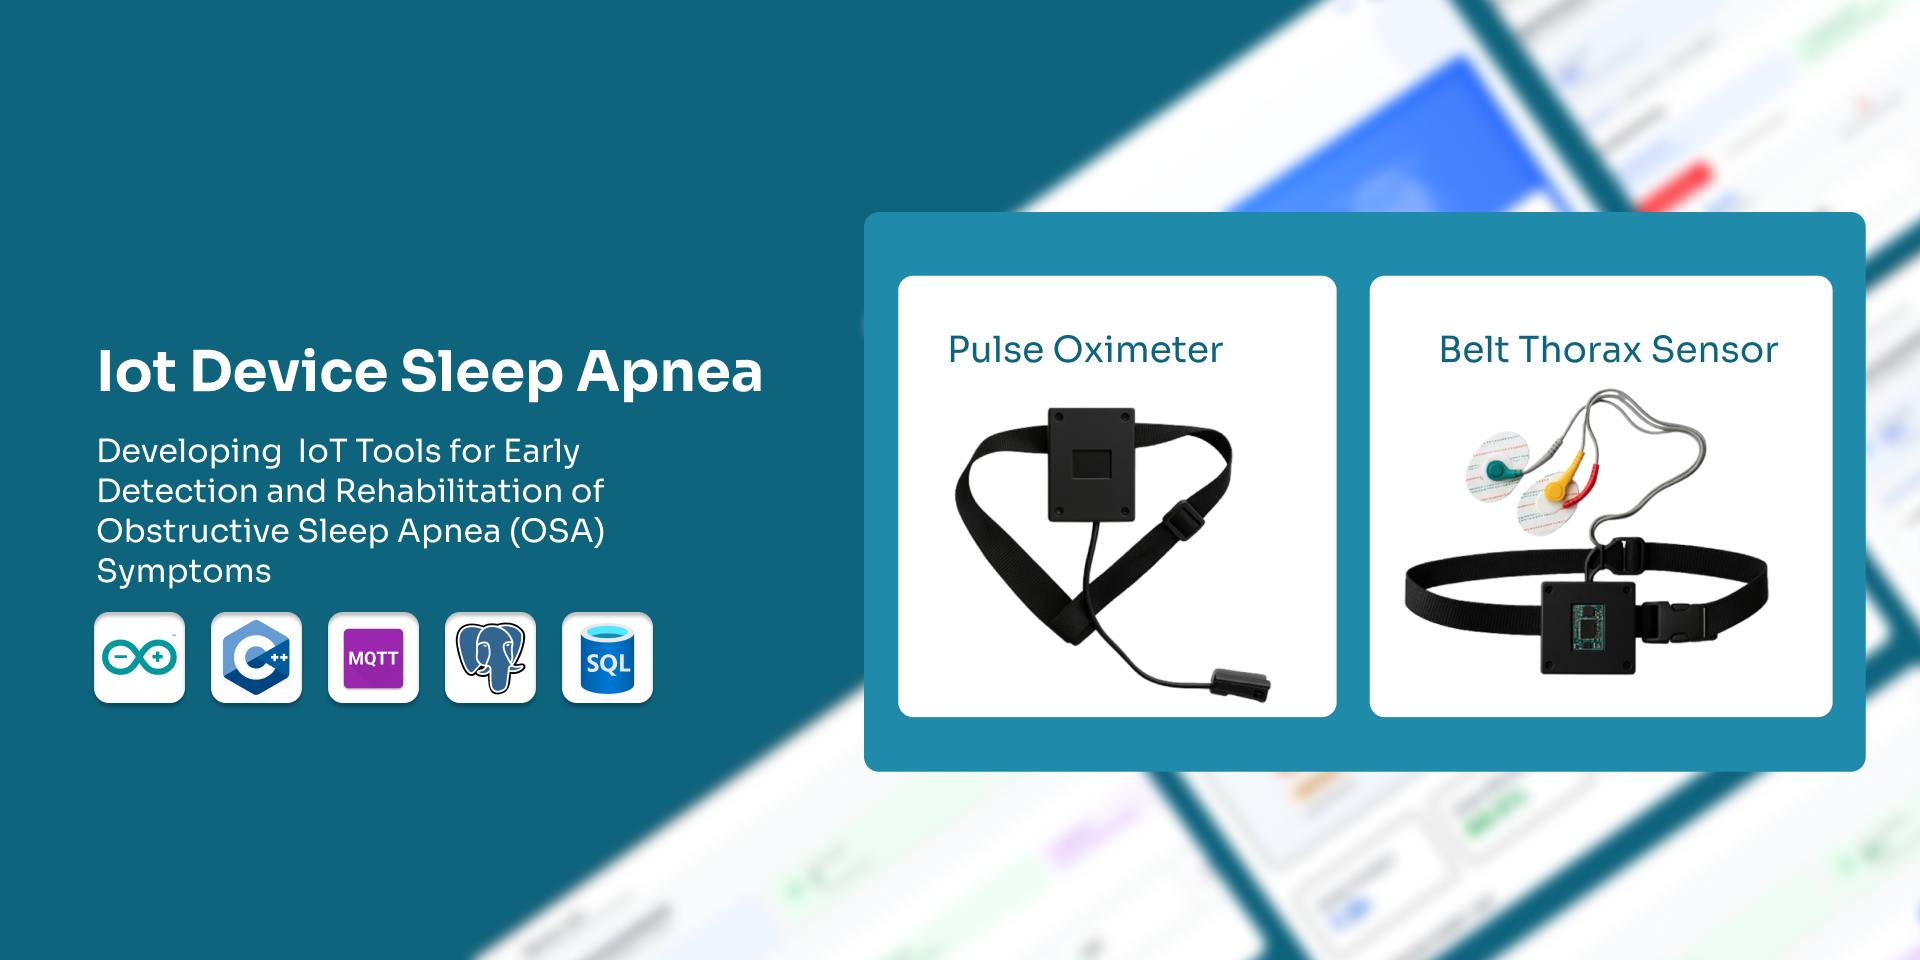 Iot Device Sleep Apnea
Developing  IoT Tools for Early
Detection and Rehabilitation of
Obstructive Sleep Apnea (OSA)
Symptoms
C++
MQTT
SQL
Pulse Oximeter
Belt Thorax Sensor